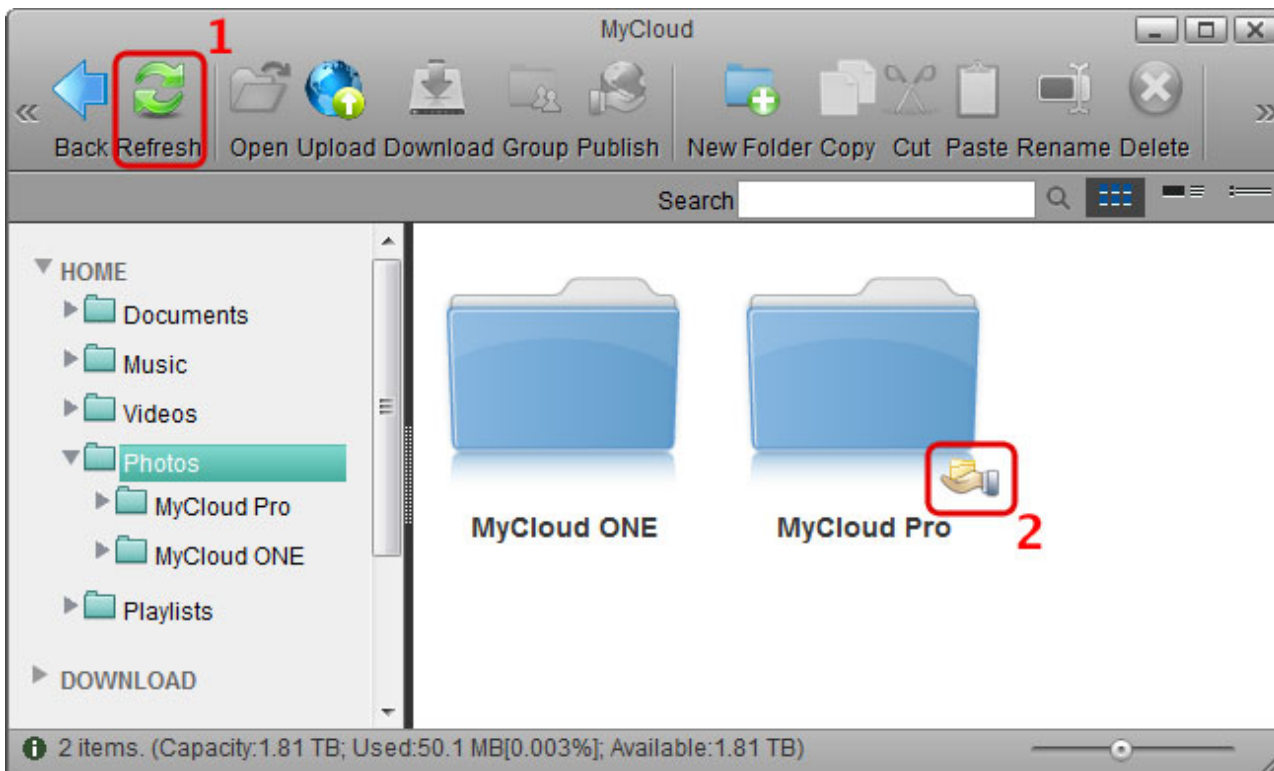 MyCloud
1
Back Refresh Open Upload Download Group Publish New Folder Copy Cut Paste Rename Delete
Search
HOME
Documents
Music
Videos
Photos
MyCloud Pro
MyCloud ONE
Playlists
DOWNLOAD
MyCloud ONE
MyCloud Pro
2
2 items. (Capacity:1.81 TB; Used:50.1 MB[0.003%]; Available:1.81 TB)